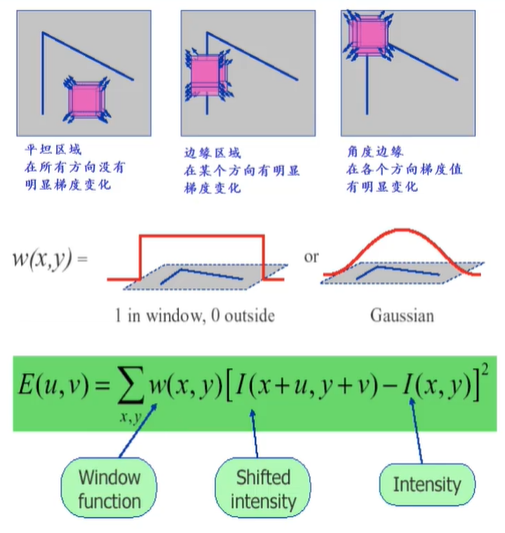 平坦区域
在所有方向没有
明显梯度变化
边缘区域
在某个方向有明显
梯度变化
角度边缘
在各个方向梯度值
有明显变化
w(x,y) =
or
1 in window, 0 outside
Gaussian
E(u,v) = ∑ w(x,y)[I(x+u, y+v) − I(x,y)]²
x,y
Window
function
Shifted
intensity
Intensity